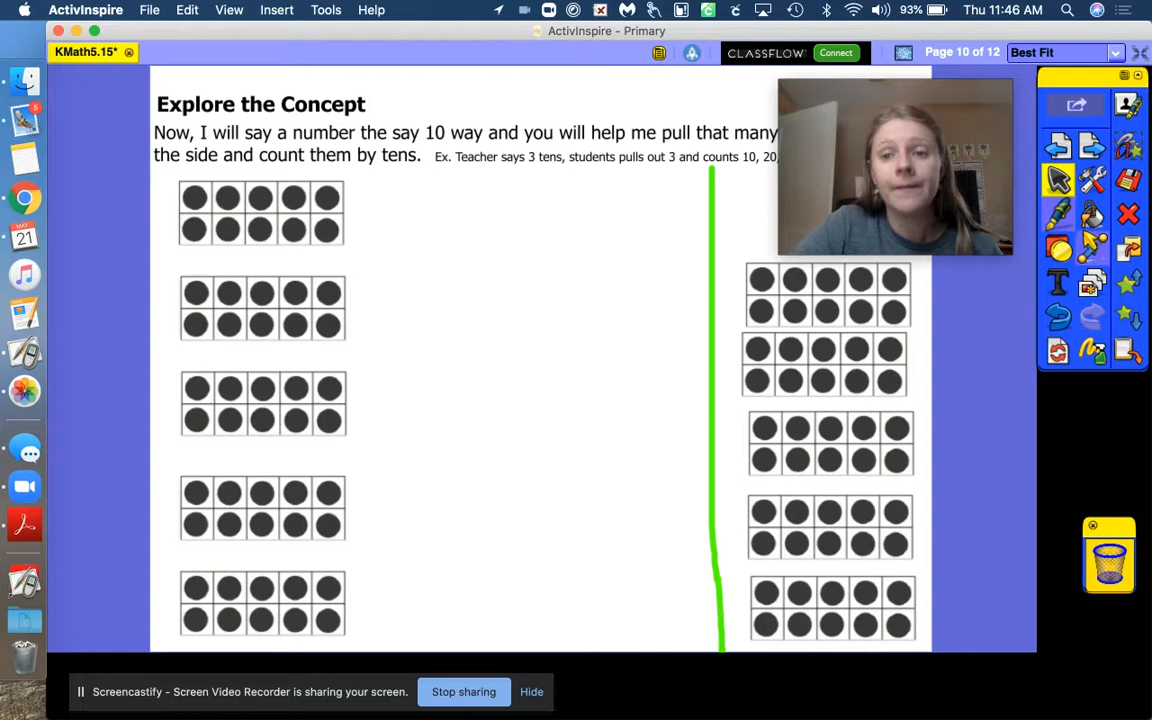 ActivInspire File Edit View Insert Tools Help 93% Thu 11:46 AM
ActivInspire - Primary
KMath5.15* CLASSFLOW Connect Page 10 of 12 Best Fit
Explore the Concept
Now, I will say a number the say 10 way and you will help me pull that many
the side and count them by tens. Ex. Teacher says 3 tens, students pulls out 3 and counts 10, 20,
5
MAY
21
T
Screencastify - Screen Video Recorder is sharing your screen. Stop sharing Hide